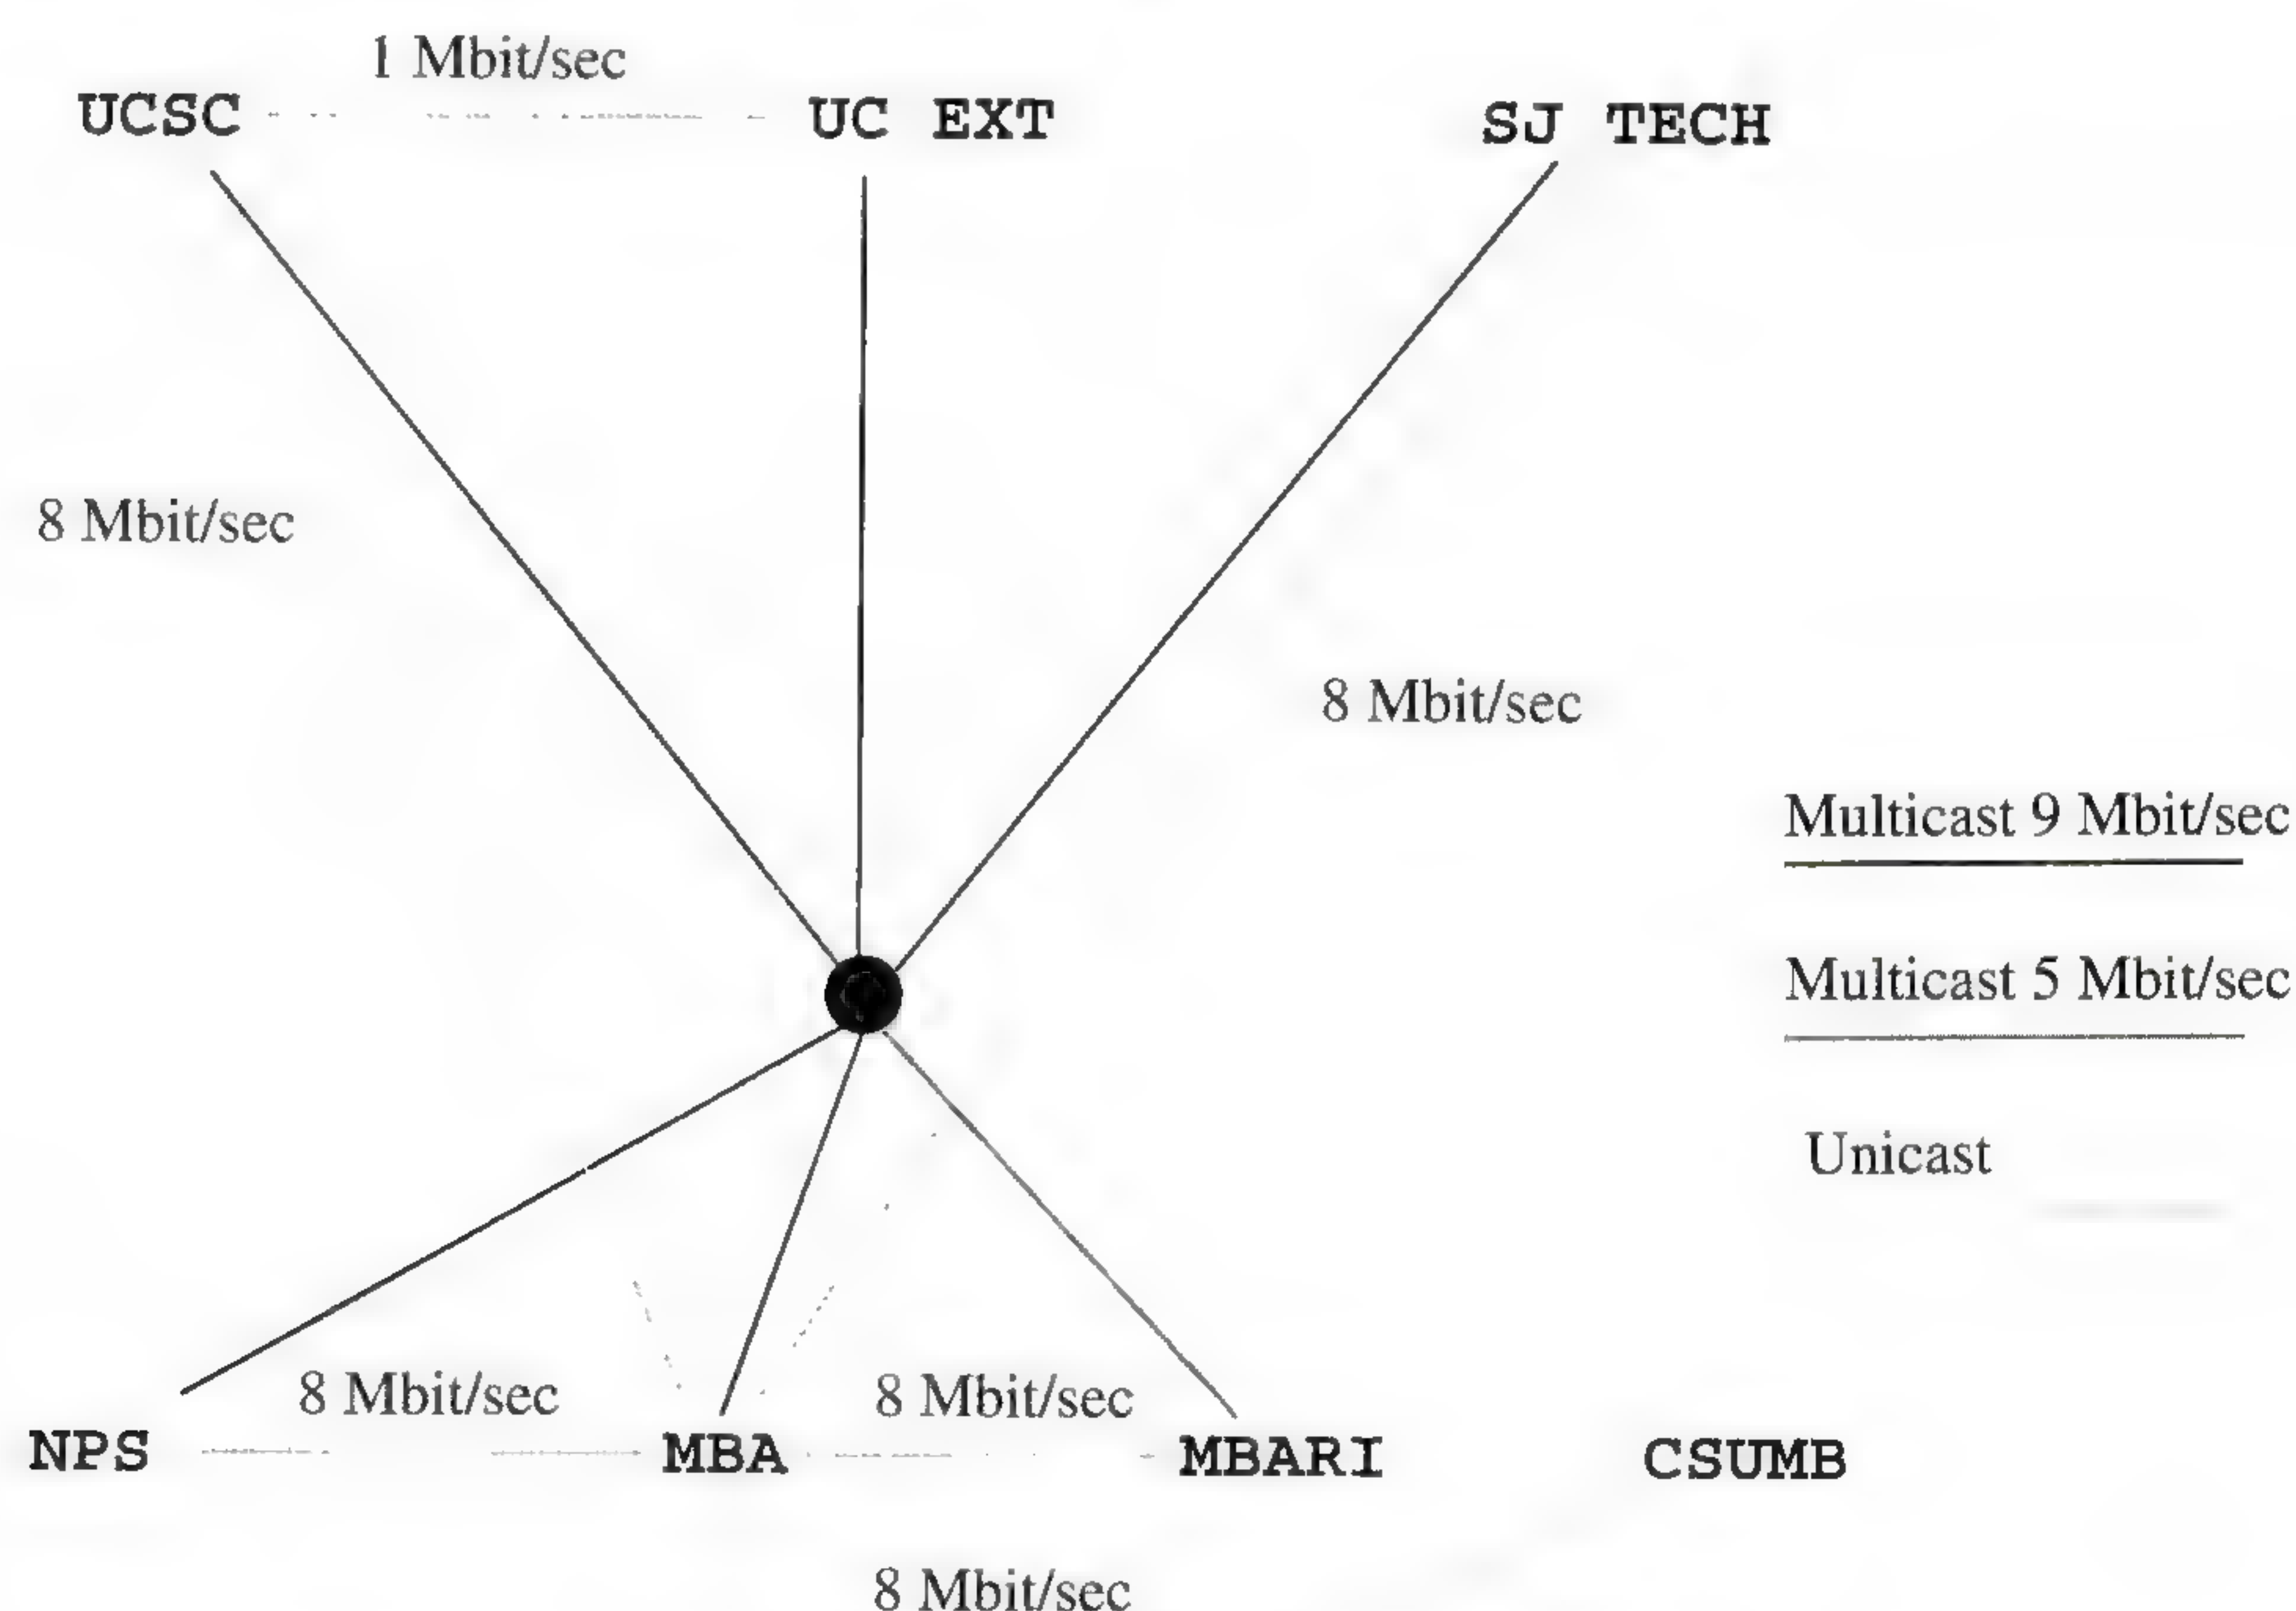 1 Mbit/sec
UCSC
UC EXT
SJ TECH
8 Mbit/sec
8 Mbit/sec
Multicast 9 Mbit/sec
Multicast 5 Mbit/sec
Unicast
8 Mbit/sec
8 Mbit/sec
NPS
MBA
MBARI
CSUMB
8 Mbit/sec